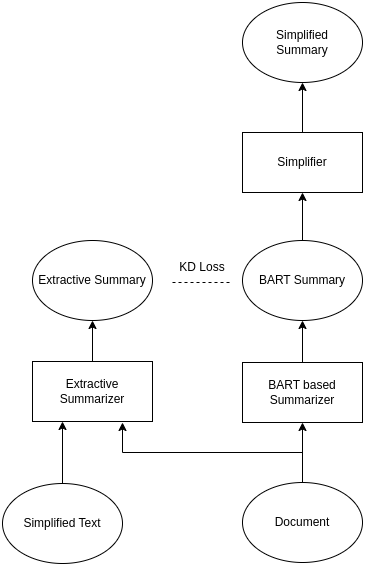 Simplified
Summary
Simplifier
KD Loss
Extractive Summary
BART Summary
Extractive
Summarizer
BART based
Summarizer
Simplified Text
Document